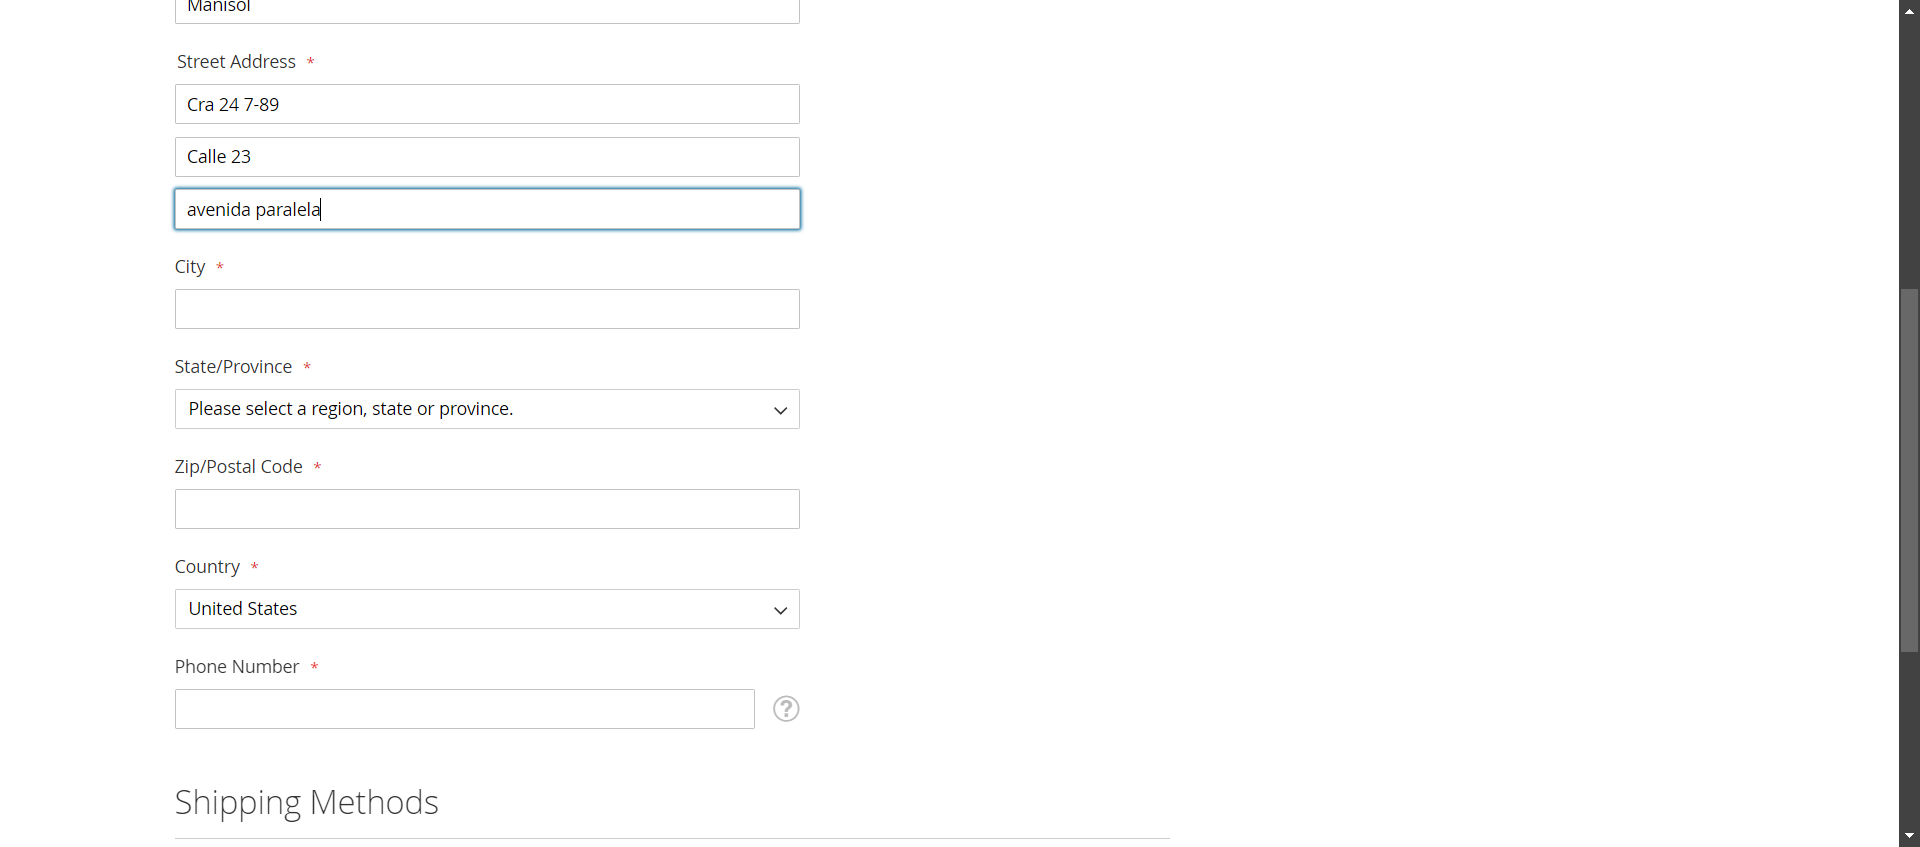 Manisol
Street Address *
Cra 24 7-89
Calle 23
avenida paralela
City *
State/Province *
Please select a region, state or province.
Zip/Postal Code *
Country *
United States
Phone Number *
?
Shipping Methods